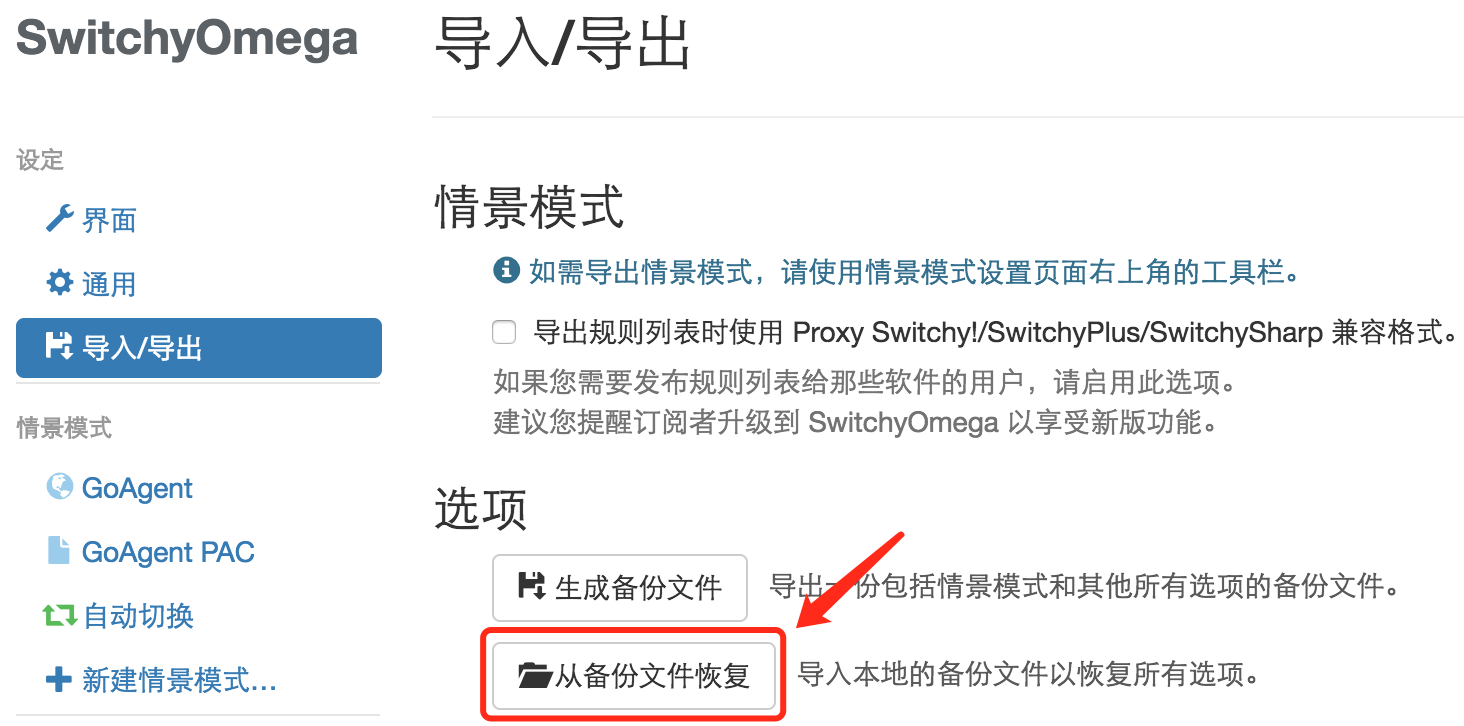 SwitchyOmega
设定
界面
通用
导入/导出
情景模式
GoAgent
GoAgent PAC
自动切换
新建情景模式...
导入/导出
情景模式
如需导出情景模式，请使用情景模式设置页面右上角的工具栏。
导出规则列表时使用 Proxy Switchy!/SwitchyPlus/SwitchySharp 兼容格式。
如果您需要发布规则列表给那些软件的用户，请启用此选项。
建议您提醒订阅者升级到 SwitchyOmega 以享受新版功能。
选项
生成备份文件 导出一份包括情景模式和其他所有选项的备份文件。
从备份文件恢复 导入本地的备份文件以恢复所有选项。